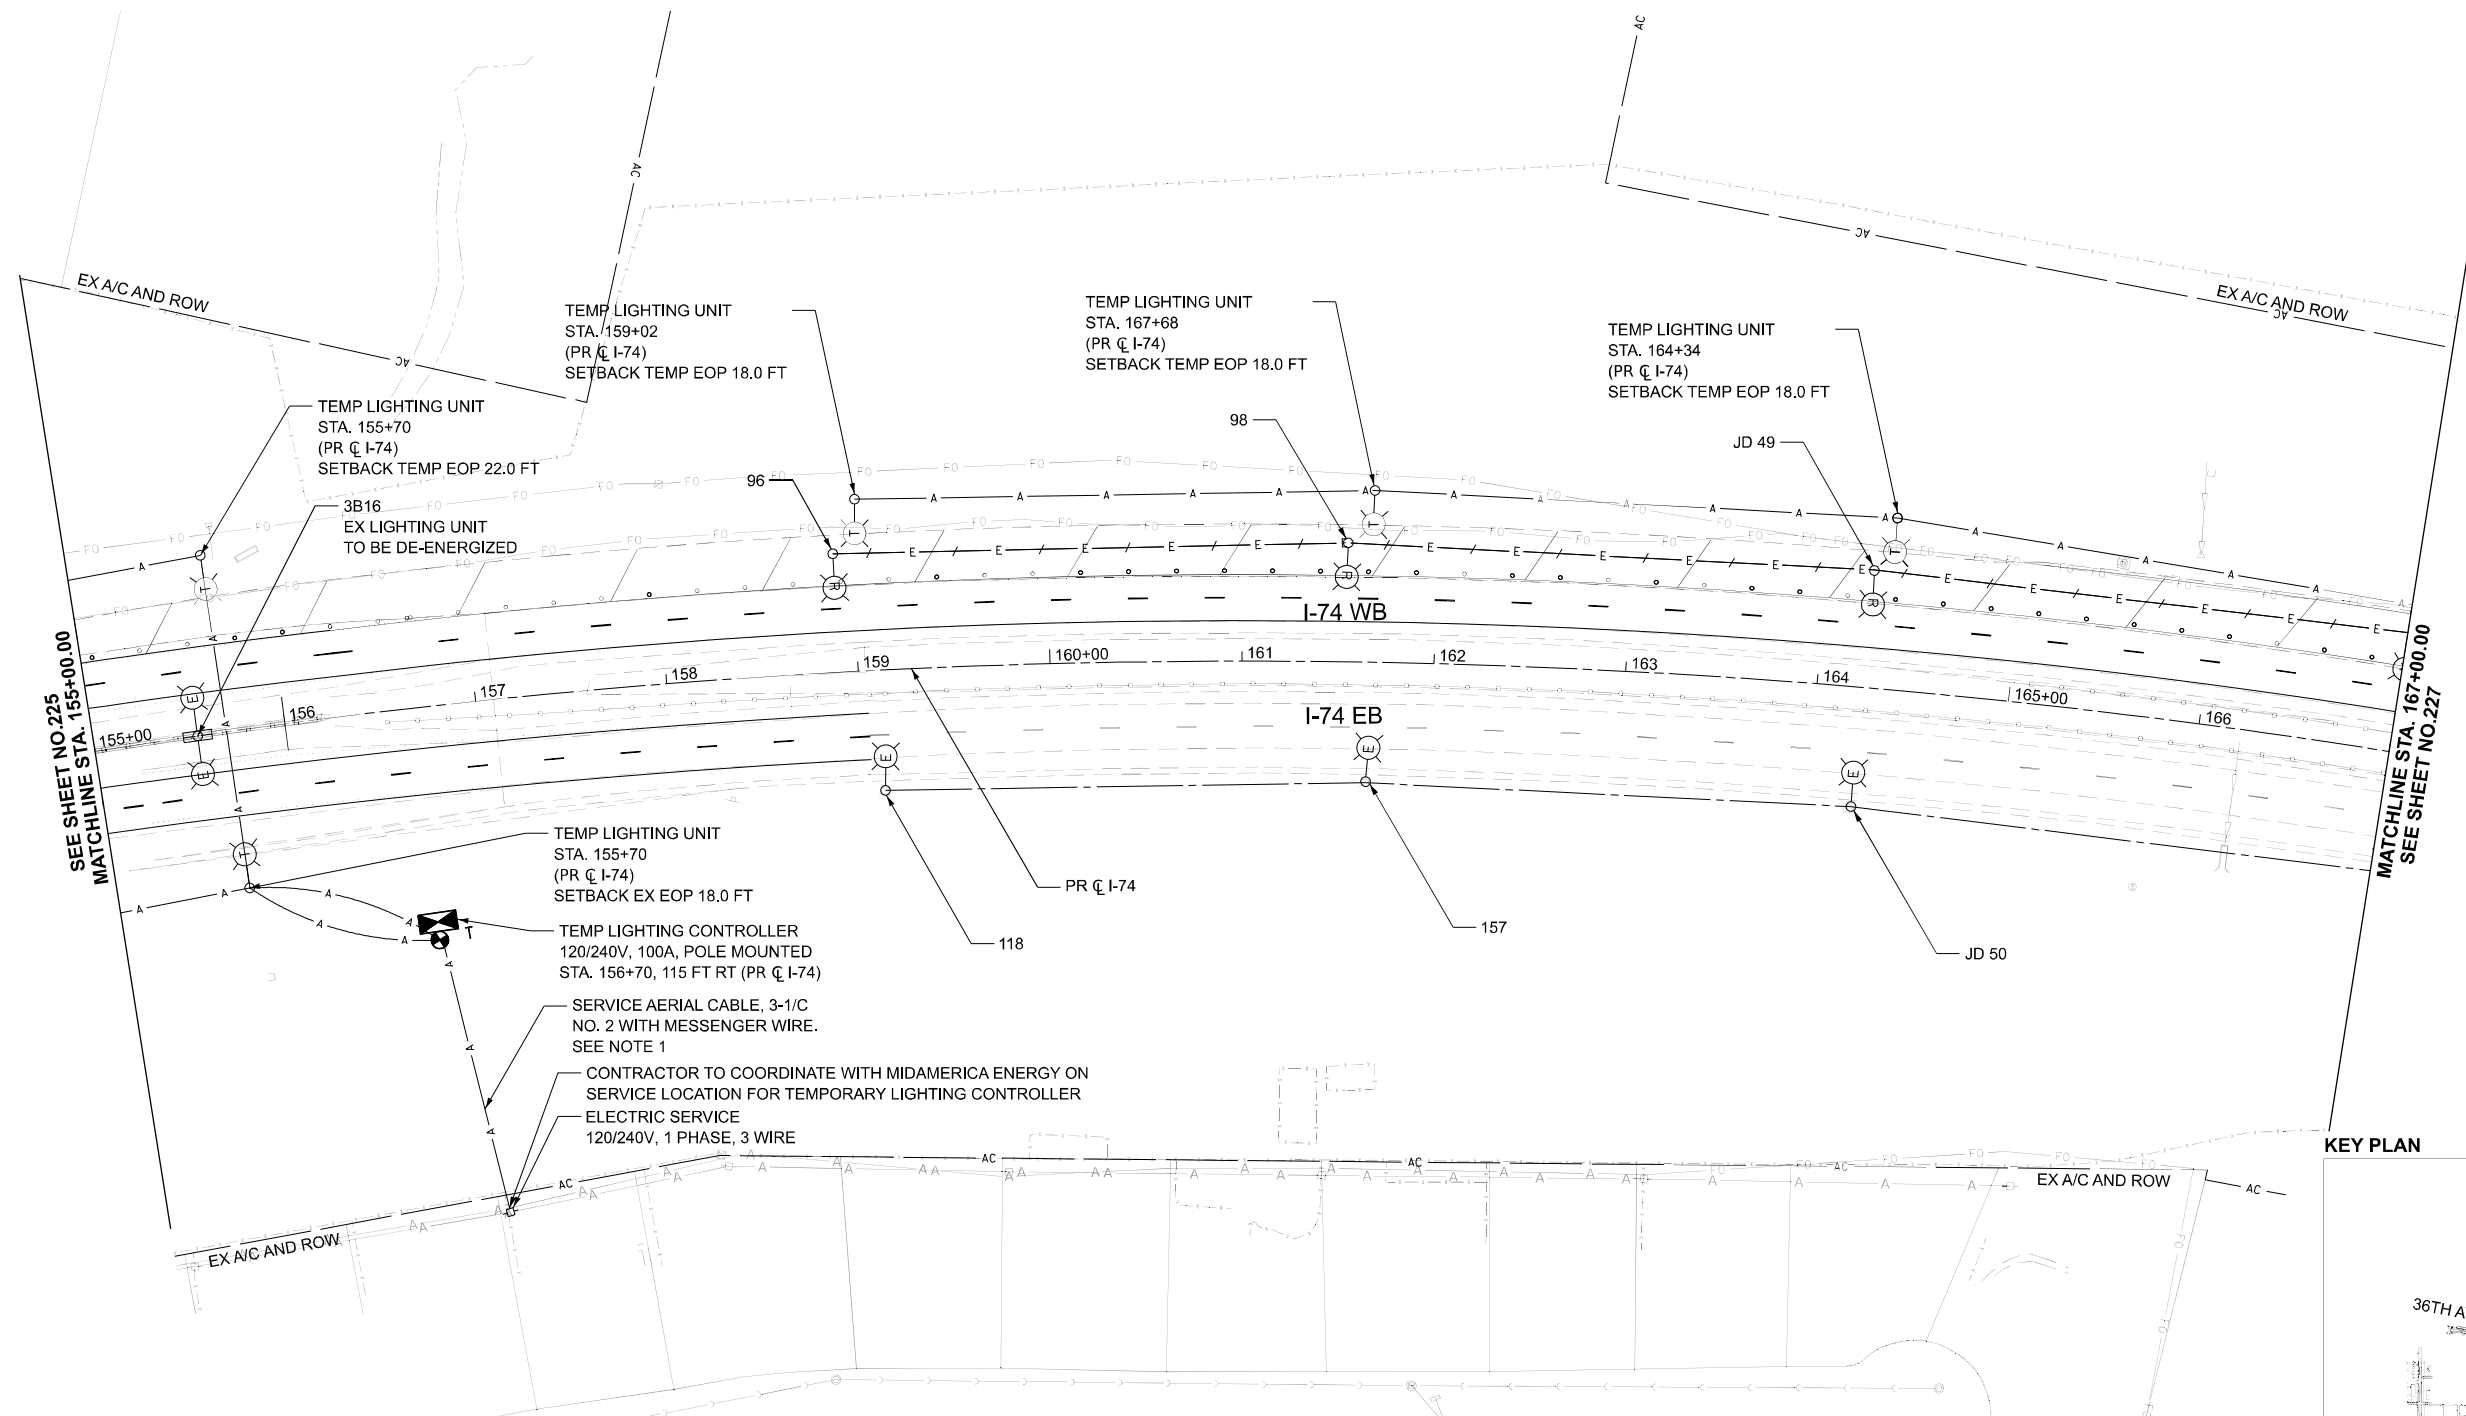 AC
AC
EX A/C AND ROW
AC
AC
EX A/C AND ROW
AC
TEMP LIGHTING UNIT
STA. 159+02
(PR ℄ I-74)
SETBACK TEMP EOP 18.0 FT
TEMP LIGHTING UNIT
STA. 167+68
(PR ℄ I-74)
SETBACK TEMP EOP 18.0 FT
TEMP LIGHTING UNIT
STA. 164+34
(PR ℄ I-74)
SETBACK TEMP EOP 18.0 FT
TEMP LIGHTING UNIT
STA. 155+70
(PR ℄ I-74)
SETBACK TEMP EOP 22.0 FT
98
JD 49
96
3B16
EX LIGHTING UNIT
TO BE DE-ENERGIZED
I-74 WB
155+00
156
157
158
159
160+00
161
162
163
164
165+00
166
I-74 EB
SEE SHEET NO.225
MATCHLINE STA. 155+00.00
MATCHLINE STA. 167+00.00
SEE SHEET NO.227
TEMP LIGHTING UNIT
STA. 155+70
(PR ℄ I-74)
SETBACK EX EOP 18.0 FT
PR ℄ I-74
118
157
JD 50
T
TEMP LIGHTING CONTROLLER
120/240V, 100A, POLE MOUNTED
STA. 156+70, 115 FT RT (PR ℄ I-74)
SERVICE AERIAL CABLE, 3-1/C
NO. 2 WITH MESSENGER WIRE.
SEE NOTE 1
CONTRACTOR TO COORDINATE WITH MIDAMERICA ENERGY ON
SERVICE LOCATION FOR TEMPORARY LIGHTING CONTROLLER
ELECTRIC SERVICE
120/240V, 1 PHASE, 3 WIRE
KEY PLAN
AC
AC
AC
AC
AC
EX A/C AND ROW
EX A/C AND ROW
36TH A